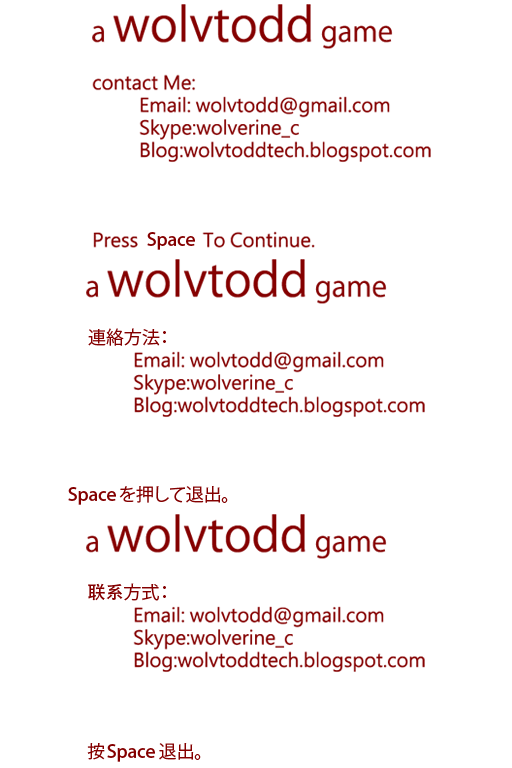 a wolvtodd game
contact Me:
Email: wolvtodd@gmail.com
Skype:wolverine_c
Blog:wolvtoddtech.blogspot.com
Press Space To Continue.
a wolvtodd game
連絡方法：
Email: wolvtodd@gmail.com
Skype:wolverine_c
Blog:wolvtoddtech.blogspot.com
Spaceを押して退出。
a wolvtodd game
联系方式：
Email: wolvtodd@gmail.com
Skype:wolverine_c
Blog:wolvtoddtech.blogspot.com
按Space 退出。